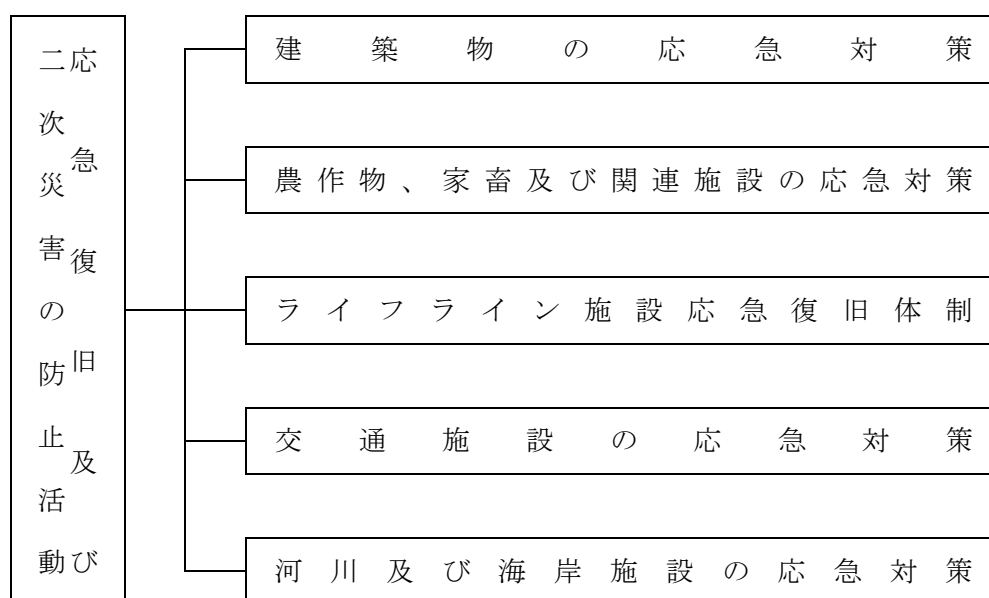 応急復旧及び
二次災害の防止活動
建築物の応急対策
農作物、家畜及び関連施設の応急対策
ライフライン施設応急復旧体制
交通施設の応急対策
河川及び海岸施設の応急対策